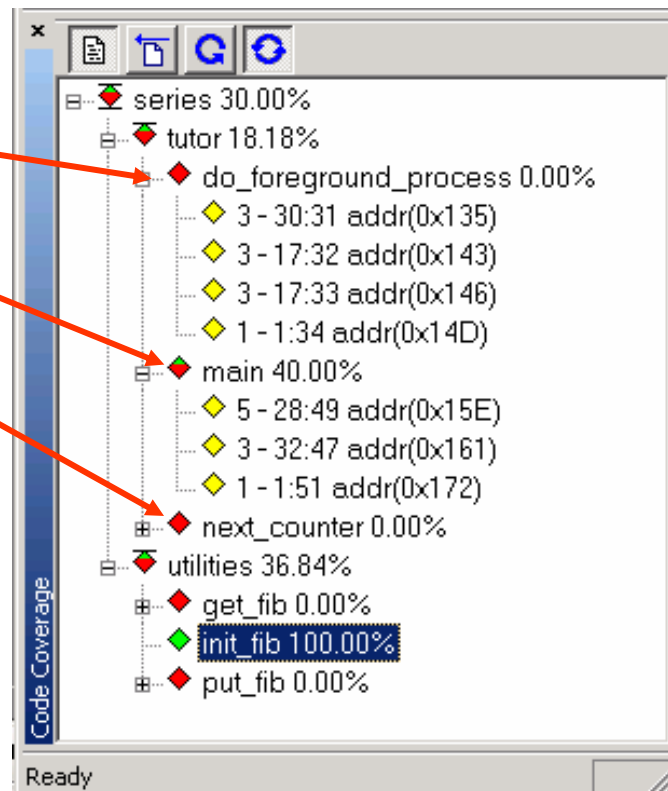 series 30.00%
tutor 18.18%
do_foreground_process 0.00%
3 - 30:31 addr(0x135)
3 - 17:32 addr(0x143)
3 - 17:33 addr(0x146)
1 - 1:34 addr(0x14D)
main 40.00%
5 - 28:49 addr(0x15E)
3 - 32:47 addr(0x161)
1 - 1:51 addr(0x172)
next_counter 0.00%
utilities 36.84%
get_fib 0.00%
init_fib 100.00%
put_fib 0.00%
Code Coverage
Ready